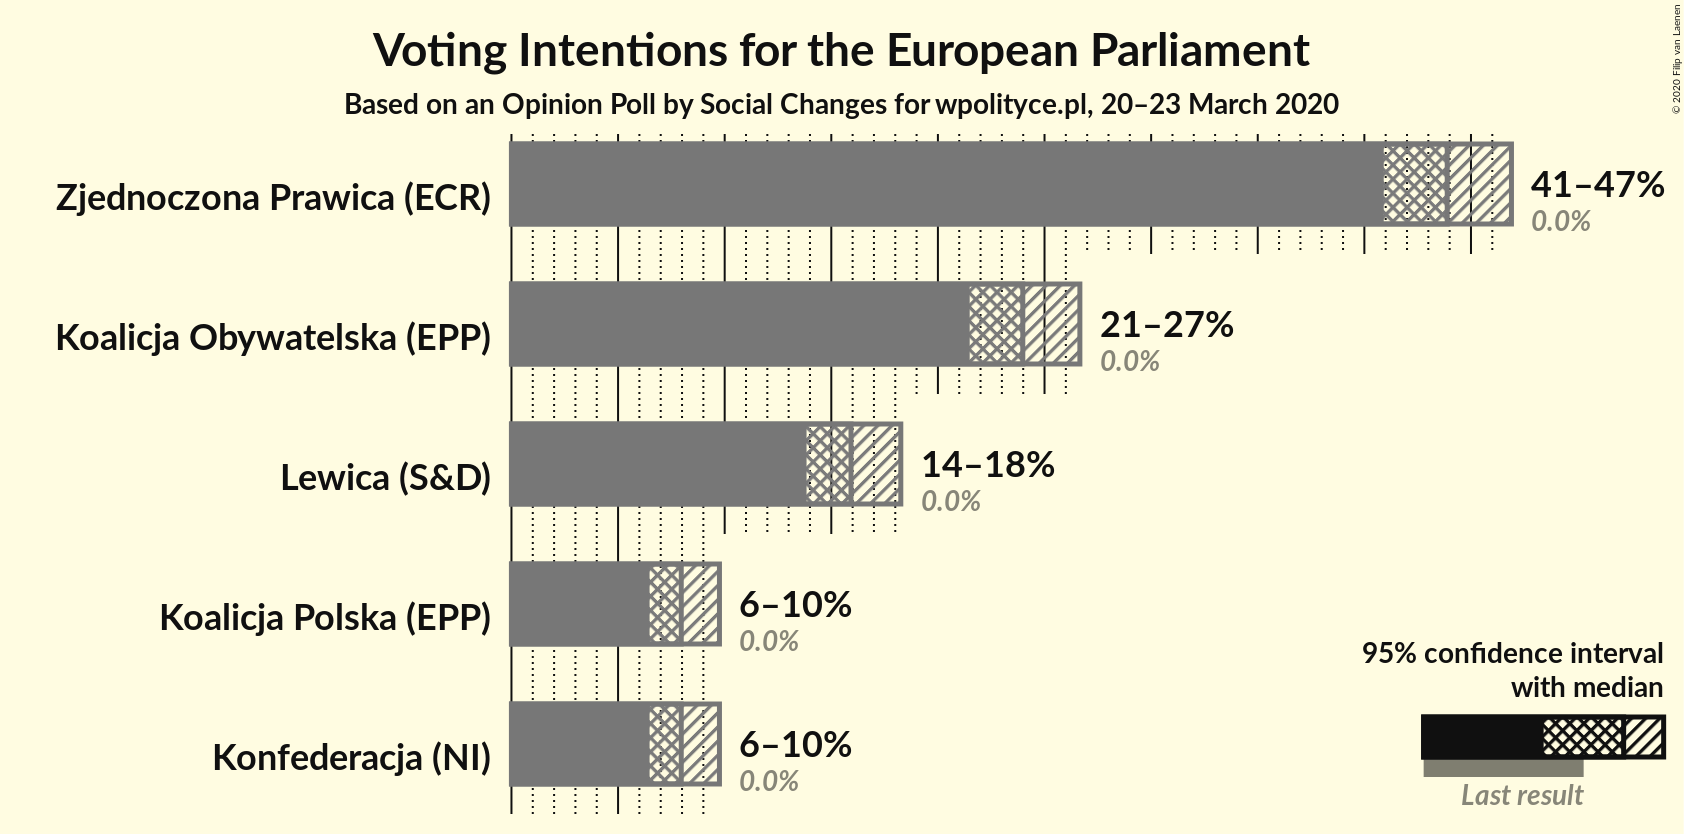 Voting Intentions for the European Parliament
Based on an Opinion Poll by Social Changes for wpolityce.pl, 20–23 March 2020
© 2020 Filip van Laenen
Zjednoczona Prawica (ECR)
41–47%
0.0%
Koalicja Obywatelska (EPP)
21–27%
0.0%
Lewica (S&D)
14–18%
0.0%
Koalicja Polska (EPP)
6–10%
0.0%
Konfederacja (NI)
6–10%
0.0%
95% confidence interval
with median
Last result